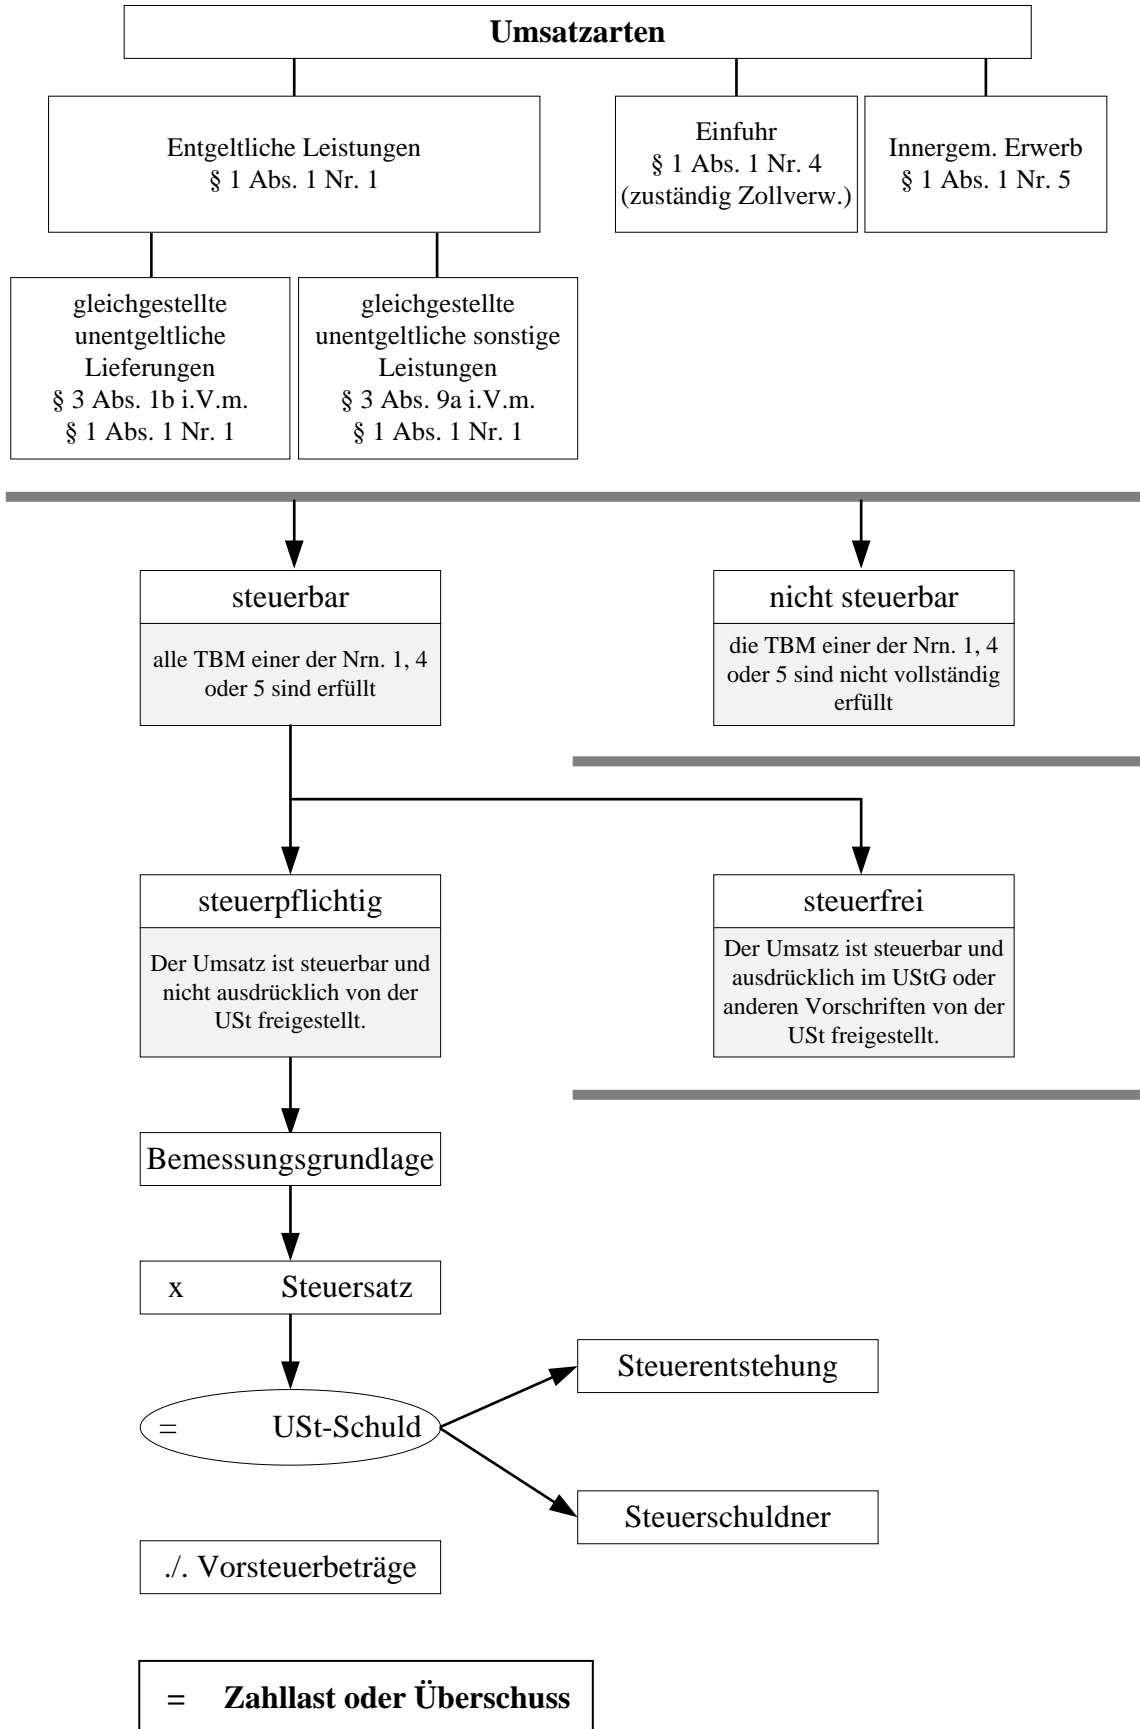 Umsatzarten
Entgeltliche Leistungen
§ 1 Abs. 1 Nr. 1
Einfuhr
§ 1 Abs. 1 Nr. 4
(zuständig Zollverw.)
Innergem. Erwerb
§ 1 Abs. 1 Nr. 5
gleichgestellte
unentgeltliche
Lieferungen
§ 3 Abs. 1b i.V.m.
§ 1 Abs. 1 Nr. 1
gleichgestellte
unentgeltliche sonstige
Leistungen
§ 3 Abs. 9a i.V.m.
§ 1 Abs. 1 Nr. 1
steuerbar
alle TBM einer der Nrn. 1, 4
oder 5 sind erfüllt
nicht steuerbar
die TBM einer der Nrn. 1, 4
oder 5 sind nicht vollständig
erfüllt
steuerpflichtig
Der Umsatz ist steuerbar und
nicht ausdrücklich von der
USt freigestellt.
steuerfrei
Der Umsatz ist steuerbar und
ausdrücklich im UStG oder
anderen Vorschriften von der
USt freigestellt.
Bemessungsgrundlage
x Steuersatz
= USt-Schuld
Steuerentstehung
Steuerschuldner
./. Vorsteuerbeträge
= Zahllast oder Überschuss